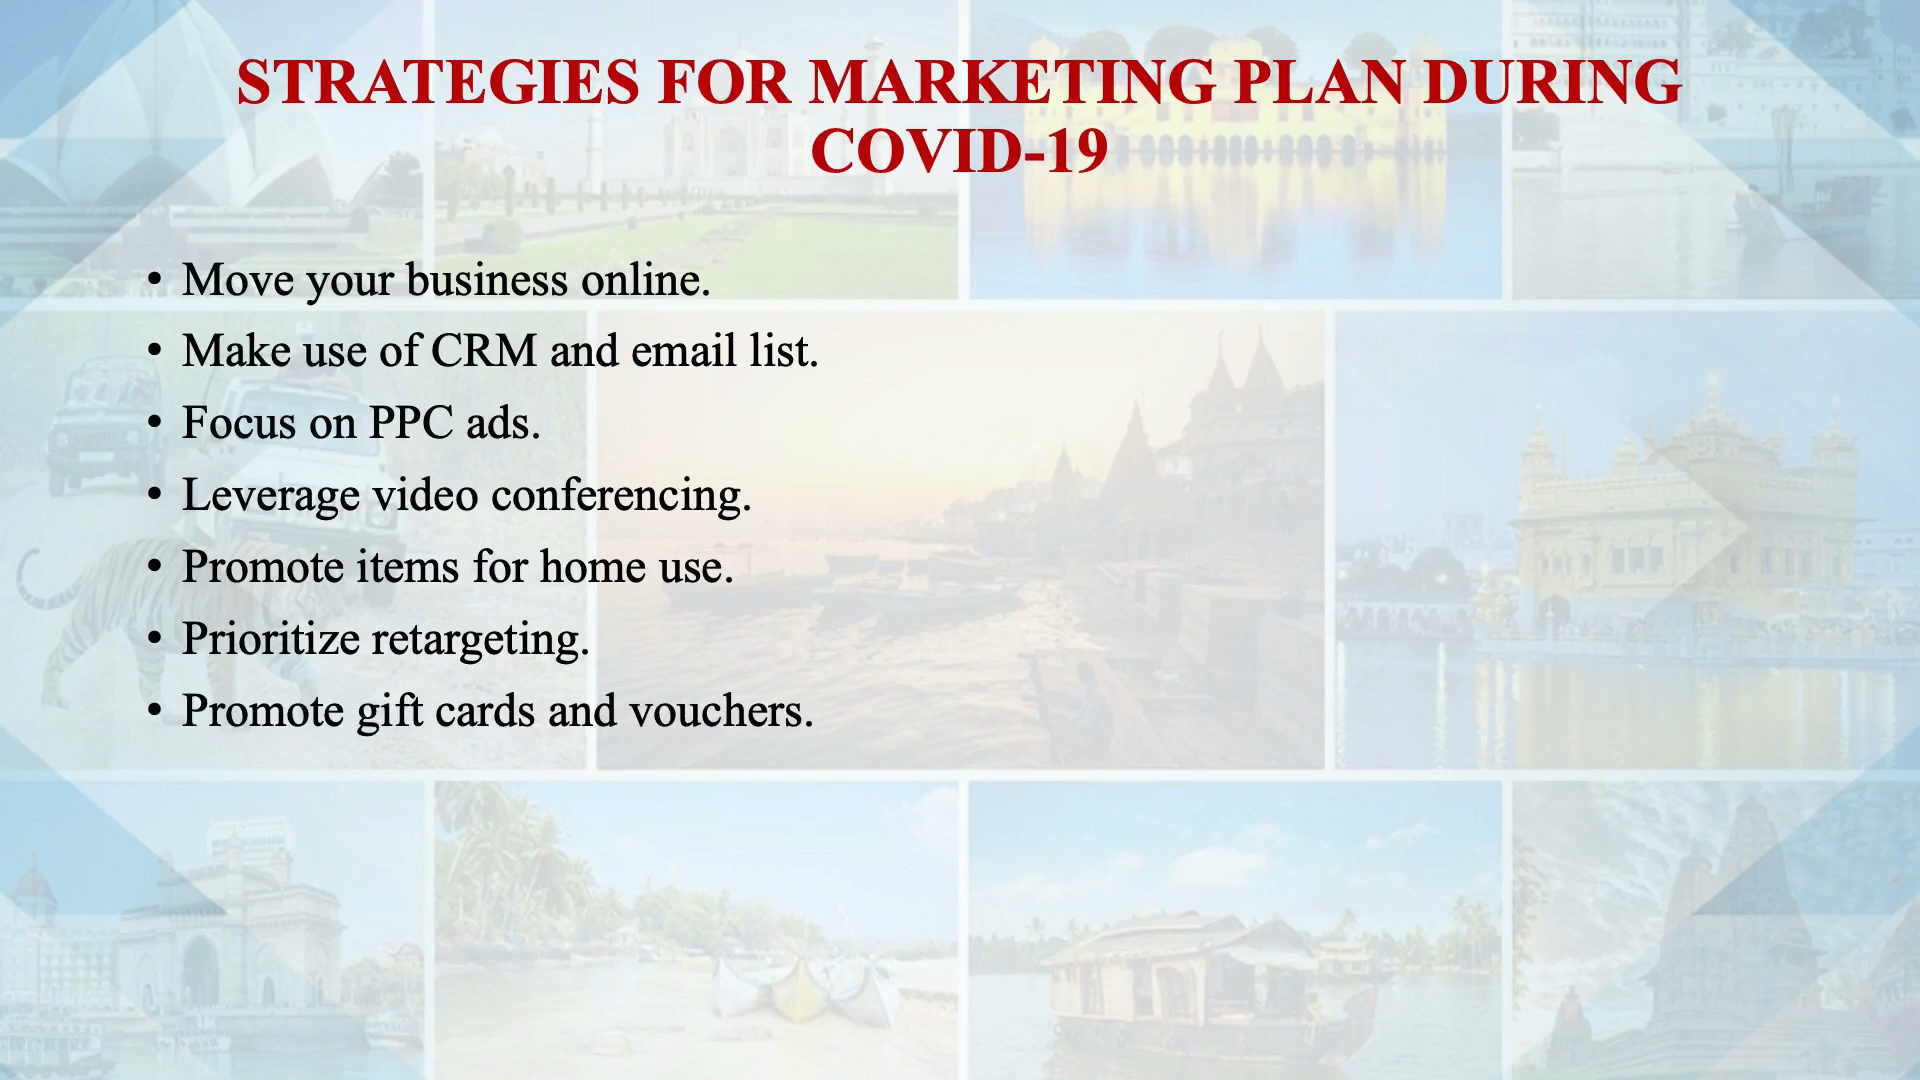 STRATEGIES FOR MARKETING PLAN DURING
COVID-19
• Move your business online.
• Make use of CRM and email list.
• Focus on PPC ads.
• Leverage video conferencing.
• Promote items for home use.
• Prioritize retargeting.
• Promote gift cards and vouchers.